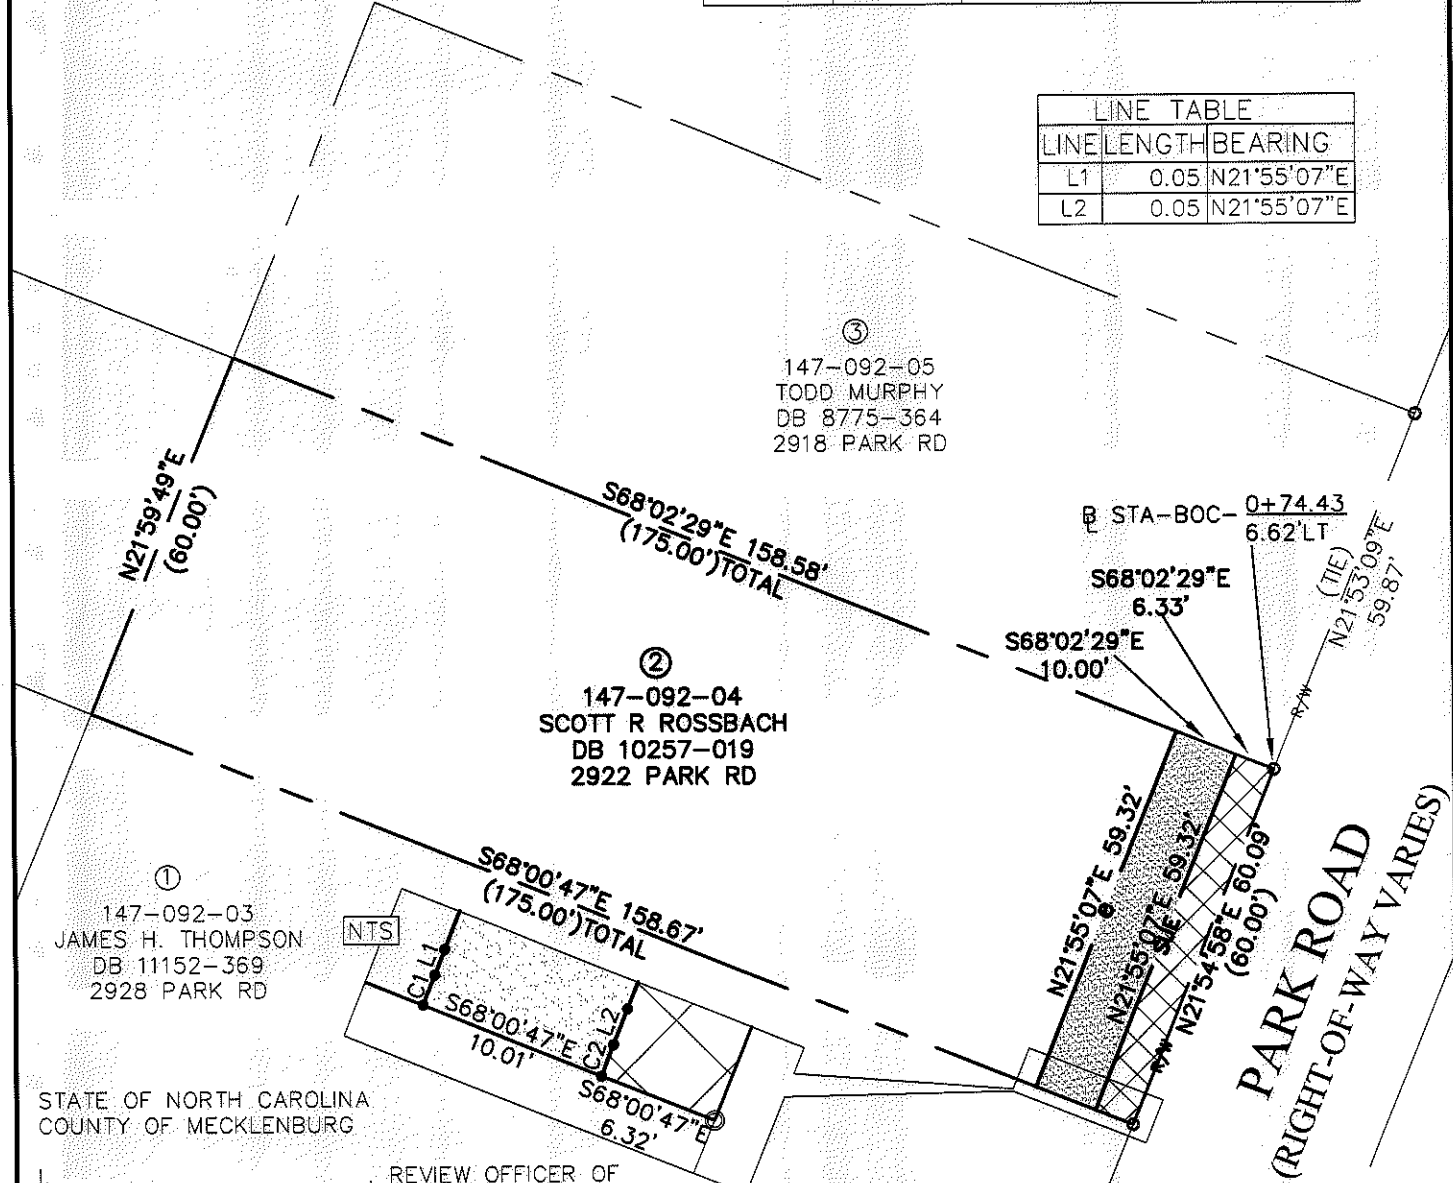 LINE TABLE
LINE LENGTH BEARING
L1 0.05 N21°55'07"E
L2 0.05 N21°55'07"E
③
147-092-05
TODD MURPHY
DB 8775-364
2918 PARK RD
N21°59'49"E
(60.00')
S68°02'29"E 158.58'
(175.00')TOTAL
℄ STA-BOC- 0+74.43
6.62'LT
S68°02'29"E
6.33'
(TIE)
N21°53'09"E
59.87'
S68°02'29"E
10.00'
R/W
②
147-092-04
SCOTT R ROSSBACH
DB 10257-019
2922 PARK RD
N21°55'07"E 59.32'
N21°55'07"E 59.32'
SUE
N21°54'58"E 60.09'
(60.00')
R/W
PARK ROAD
(RIGHT-OF-WAY VARIES)
S68°00'47"E 158.67'
(175.00')TOTAL
①
147-092-03
JAMES H. THOMPSON
DB 11152-369
2928 PARK RD
NTS
C1 L1
S68°00'47"E
10.01'
C2 L2
S68°00'47"E
6.32'
STATE OF NORTH CAROLINA
COUNTY OF MECKLENBURG
I, REVIEW OFFICER OF